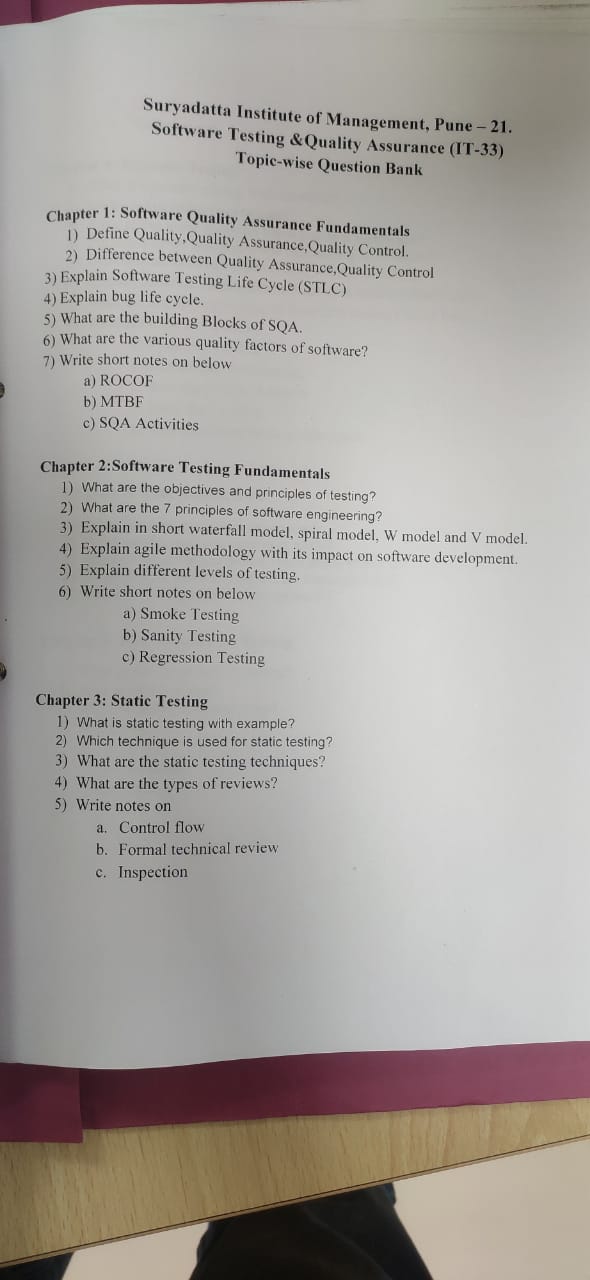 Suryadatta Institute of Management, Pune – 21.
Software Testing &Quality Assurance (IT-33)
Topic-wise Question Bank
Chapter 1: Software Quality Assurance Fundamentals
1) Define Quality,Quality Assurance,Quality Control.
2) Difference between Quality Assurance,Quality Control
3) Explain Software Testing Life Cycle (STLC)
4) Explain bug life cycle.
5) What are the building Blocks of SQA.
6) What are the various quality factors of software?
7) Write short notes on below
a) ROCOF
b) MTBF
c) SQA Activities
Chapter 2:Software Testing Fundamentals
1) What are the objectives and principles of testing?
2) What are the 7 principles of software engineering?
3) Explain in short waterfall model, spiral model, W model and V model.
4) Explain agile methodology with its impact on software development.
5) Explain different levels of testing.
6) Write short notes on below
a) Smoke Testing
b) Sanity Testing
c) Regression Testing
Chapter 3: Static Testing
1) What is static testing with example?
2) Which technique is used for static testing?
3) What are the static testing techniques?
4) What are the types of reviews?
5) Write notes on
a. Control flow
b. Formal technical review
c. Inspection